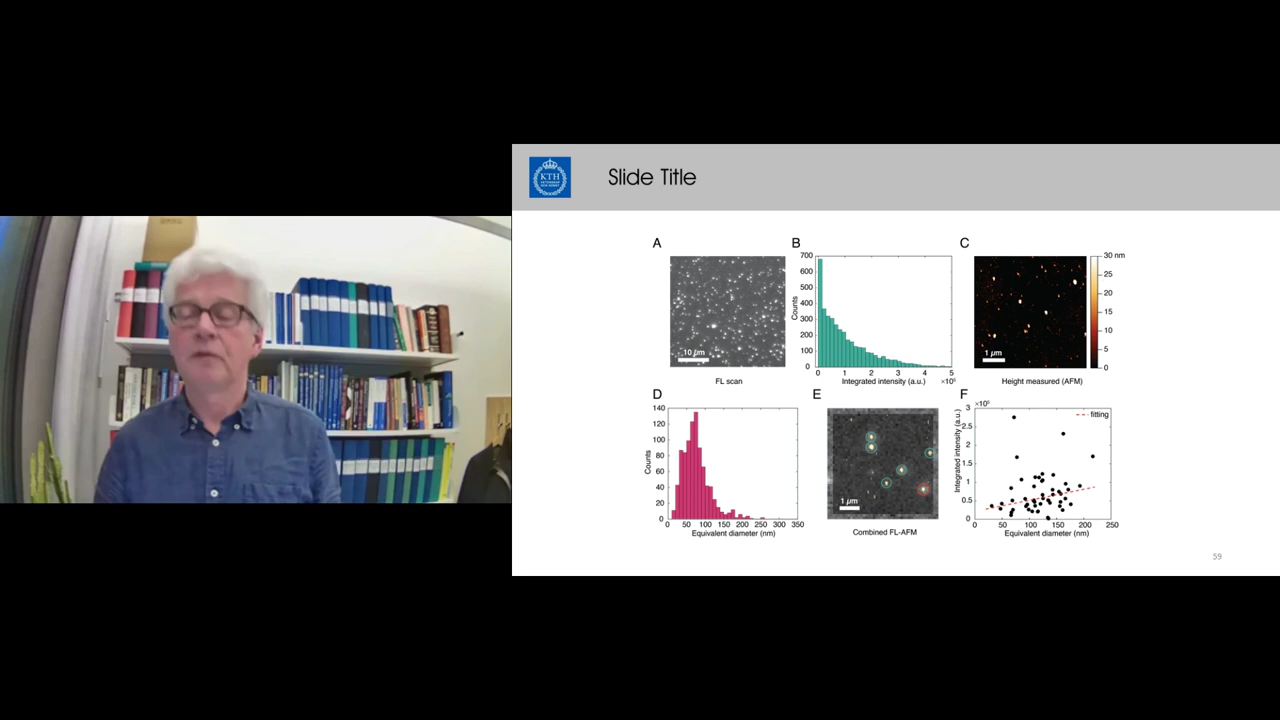 KTH
Slide Title
A
B
C
700
600
500
400
300
200
100
0
Counts
0 1 2 3 4 5
Integrated intensity (a.u.)
10 µm
FL scan
1 µm
Height measured (AFM)
30 nm
25
20
15
10
5
0
D
E
F
140
120
100
80
60
40
20
0
Counts
0 50 100 150 200 250 300 350
Equivalent diameter (nm)
1 µm
Combined FL-AFM
3
2.5
2
1.5
1
0.5
0
Integrated intensity (a.u.)
fitting
0 50 100 150 200 250
Equivalent diameter (nm)
59